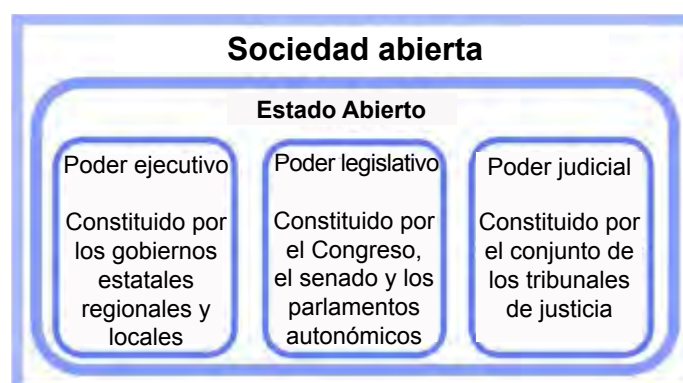 Sociedad abierta
Estado Abierto
Poder ejecutivo
Constituido por
los gobiernos
estatales
regionales y
locales
Poder legislativo
Constituido por
el Congreso,
el senado y los
parlamentos
autonómicos
Poder judicial
Constituido por
el conjunto de
los tribunales
de justicia